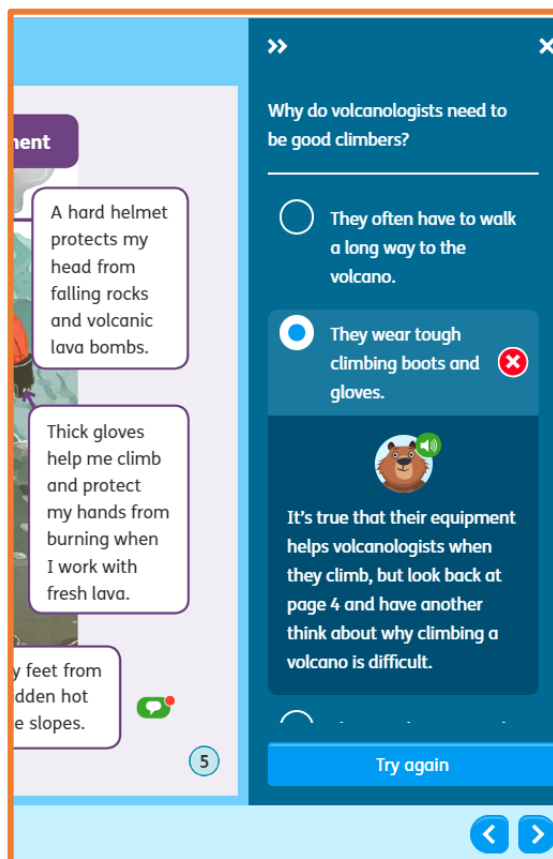 ment
A hard helmet
protects my
head from
falling rocks
and volcanic
lava bombs.
Thick gloves
help me climb
and protect
my hands from
burning when
I work with
fresh lava.
y feet from
dden hot
e slopes.
5
Why do volcanologists need to
be good climbers?
They often have to walk
a long way to the
volcano.
They wear tough
climbing boots and
gloves.
It's true that their equipment
helps volcanologists when
they climb, but look back at
page 4 and have another
think about why climbing a
volcano is difficult.
Try again